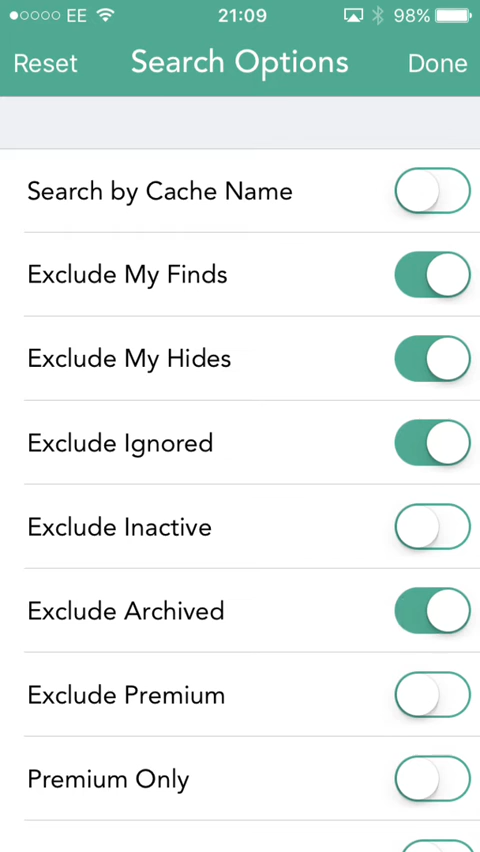 EE 21:09 98%
Reset Search Options Done
Search by Cache Name
Exclude My Finds
Exclude My Hides
Exclude Ignored
Exclude Inactive
Exclude Archived
Exclude Premium
Premium Only